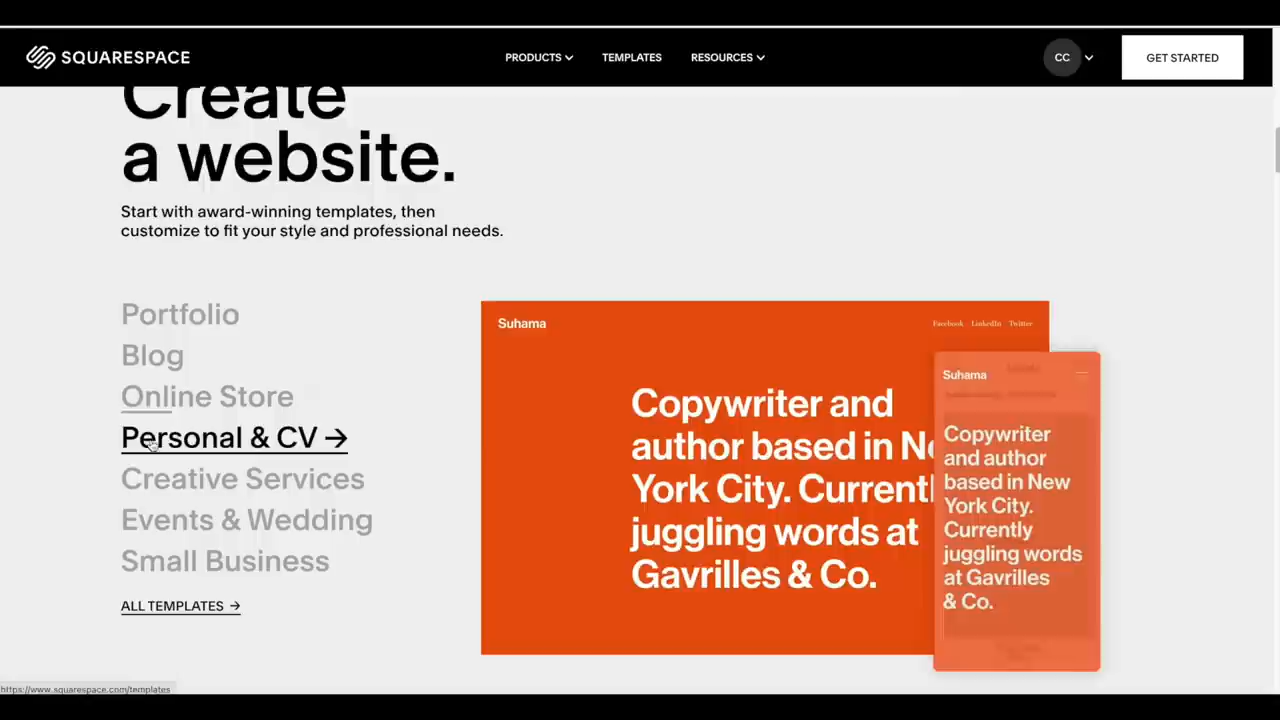 SQUARESPACE
PRODUCTS
TEMPLATES
RESOURCES
CC
GET STARTED
Create
a website.
Start with award-winning templates, then
customize to fit your style and professional needs.
Portfolio
Blog
Online Store
Personal & CV →
Creative Services
Events & Wedding
Small Business
ALL TEMPLATES →
Suhama
Facebook LinkedIn Twitter
Copywriter and
author based in N
York City. Current
juggling words at
Gavrilles & Co.
Suhama
Copywriter
and author
based in New
York City.
Currently
juggling words
at Gavrilles
& Co.
https://www.squarespace.com/templates